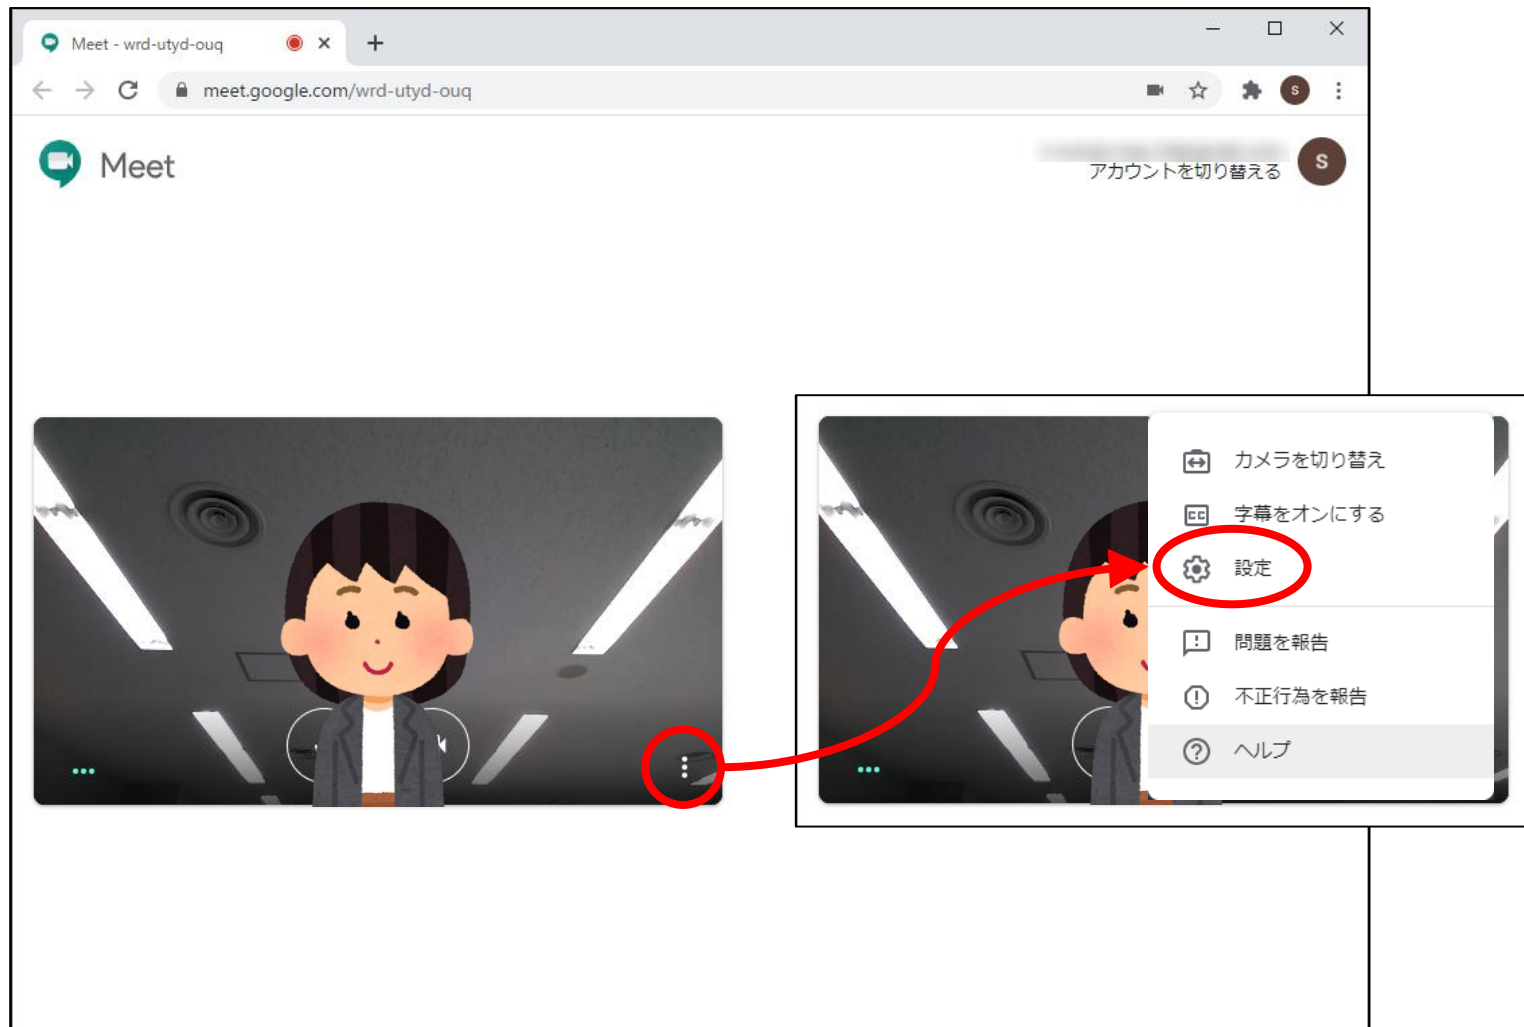 Meet - wrd-utyd-ouq
meet.google.com/wrd-utyd-ouq
S
Meet
アカウントを切り替える
S
カメラを切り替え
CC
字幕をオンにする
設定
問題を報告
不正行為を報告
ヘルプ